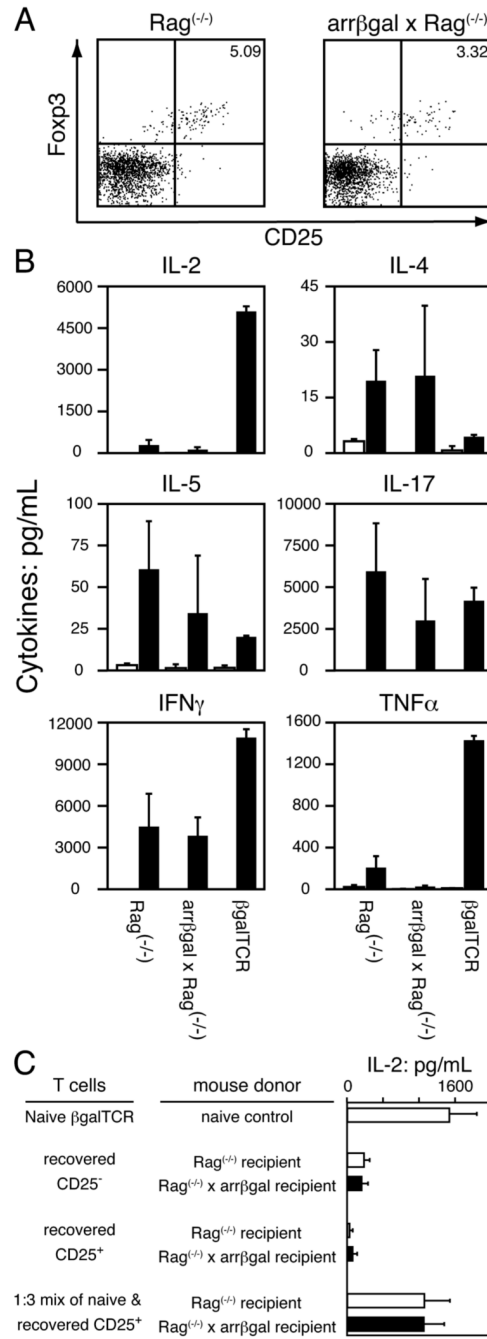 A
Rag(-/-)
arrβgal x Rag(-/-)
5.09
3.32
Foxp3
CD25
B
IL-2
IL-4
6000
4500
3000
1500
0
45
30
15
0
IL-5
IL-17
100
75
50
25
0
10000
7500
5000
2500
0
Cytokines: pg/mL
IFNγ
TNFα
12000
9000
6000
3000
0
1600
1200
800
400
0
Rag(-/-)
arrβgal x Rag(-/-)
βgalTCR
Rag(-/-)
arrβgal x Rag(-/-)
βgalTCR
C
IL-2: pg/mL
T cells
mouse donor
0
1600
Naive βgalTCR
naive control
recovered
CD25-
Rag(-/-) recipient
Rag(-/-) x arrβgal recipient
recovered
CD25+
Rag(-/-) recipient
Rag(-/-) x arrβgal recipient
1:3 mix of naive &
recovered CD25+
Rag(-/-) recipient
Rag(-/-) x arrβgal recipient